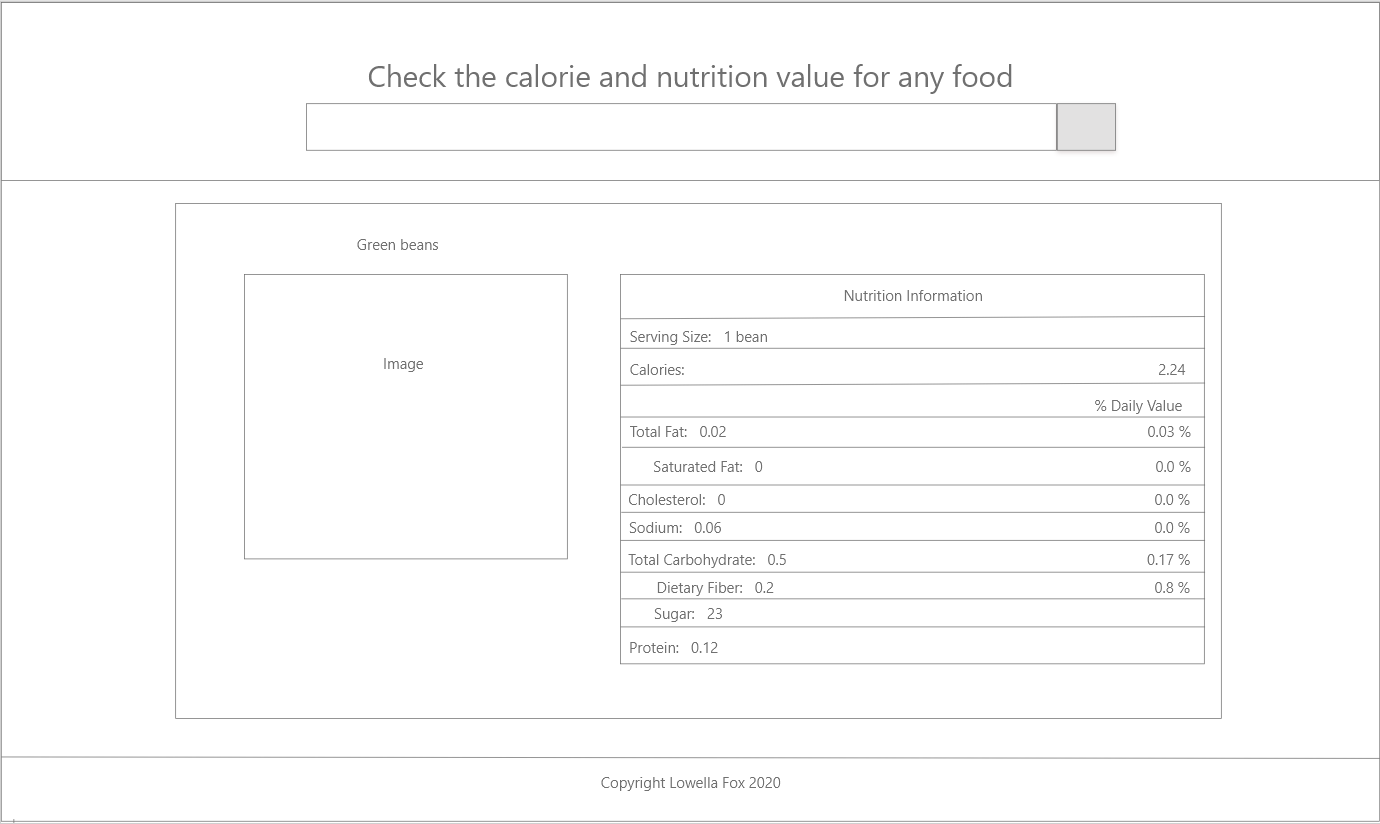 Check the calorie and nutrition value for any food
Green beans
Image
Nutrition Information
Serving Size: 1 bean
Calories: 2.24
% Daily Value
Total Fat: 0.02 0.03 %
Saturated Fat: 0 0.0 %
Cholesterol: 0 0.0 %
Sodium: 0.06 0.0 %
Total Carbohydrate: 0.5 0.17 %
Dietary Fiber: 0.2 0.8 %
Sugar: 23
Protein: 0.12
Copyright Lowella Fox 2020